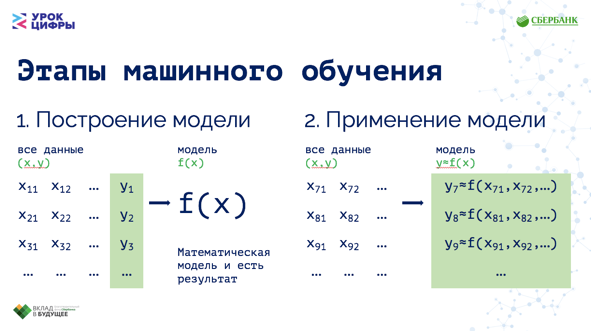 УРОК
ЦИФРЫ
СБЕРБАНК
Этапы машинного обучения
1. Построение модели
все данные
(x,y)
модель
f(x)
x₁₁ x₁₂ … y₁
x₂₁ x₂₂ … y₂
x₃₁ x₃₂ … y₃
… … … …
f(x)
Математическая
модель и есть
результат
2. Применение модели
все данные
(x,y)
модель
y≈f(x)
x₇₁ x₇₂ … y₇≈f(x₇₁,x₇₂,…)
x₈₁ x₈₂ … y₈≈f(x₈₁,x₈₂,…)
x₉₁ x₉₂ … y₉≈f(x₉₁,x₉₂,…)
… … … …
ВКЛАД
В БУДУЩЕЕ